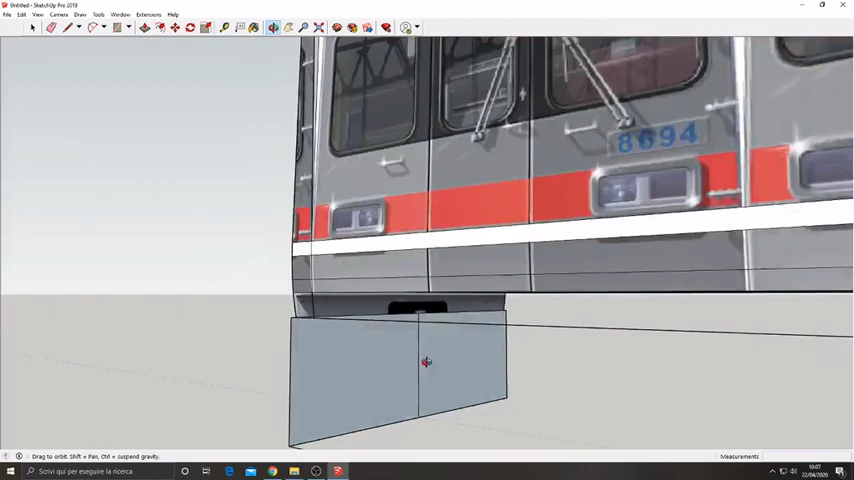 Untitled - SketchUp Pro 2019
File Edit View Camera Draw Tools Window Extensions Help
8694
Drag to orbit. Shift = Pan, Ctrl = suspend gravity.
Measurements
Scrivi qui per eseguire la ricerca
10:07
22/04/2020